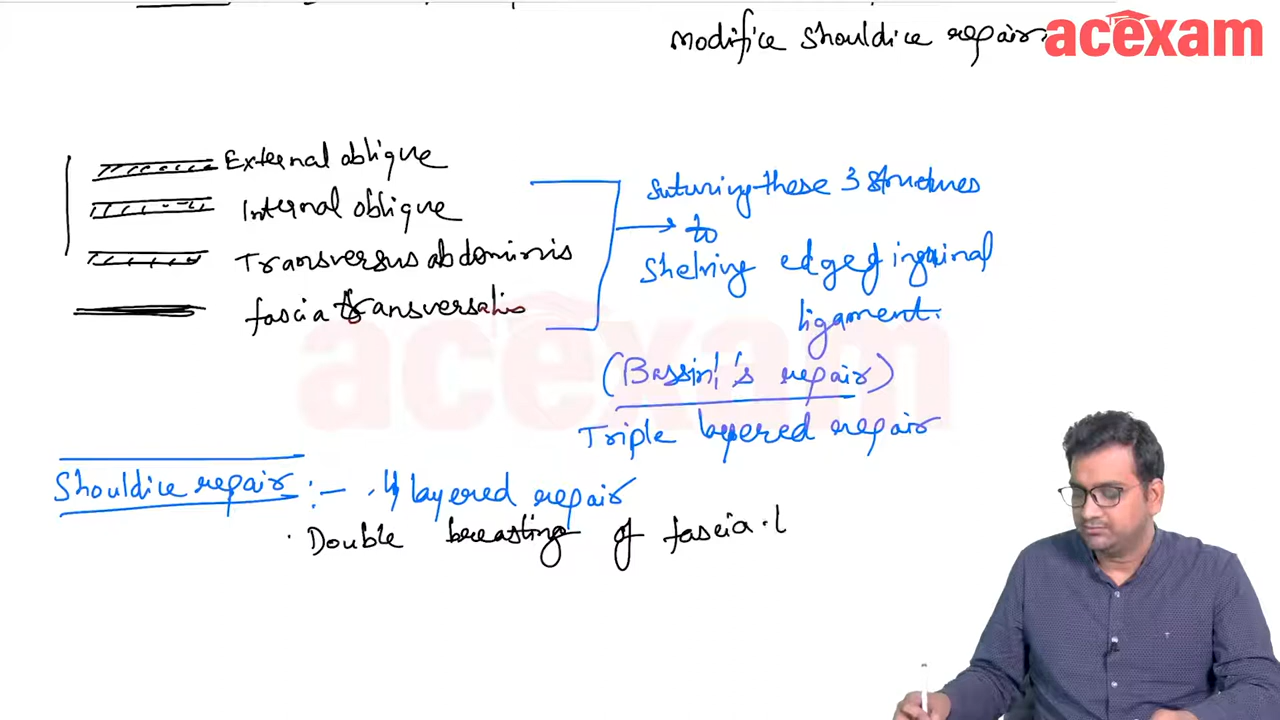 modifice shouldice repair.
acexam
External oblique
Internal oblique
Transversus abdominis
fascia transversalis
suturing these 3 structures
to
Shelving edge of inguinal
ligament.
acexam
(Bassini's repair)
Triple layered repair
Shouldice repair :- 4 layered repair
. Double breasting of fascia.